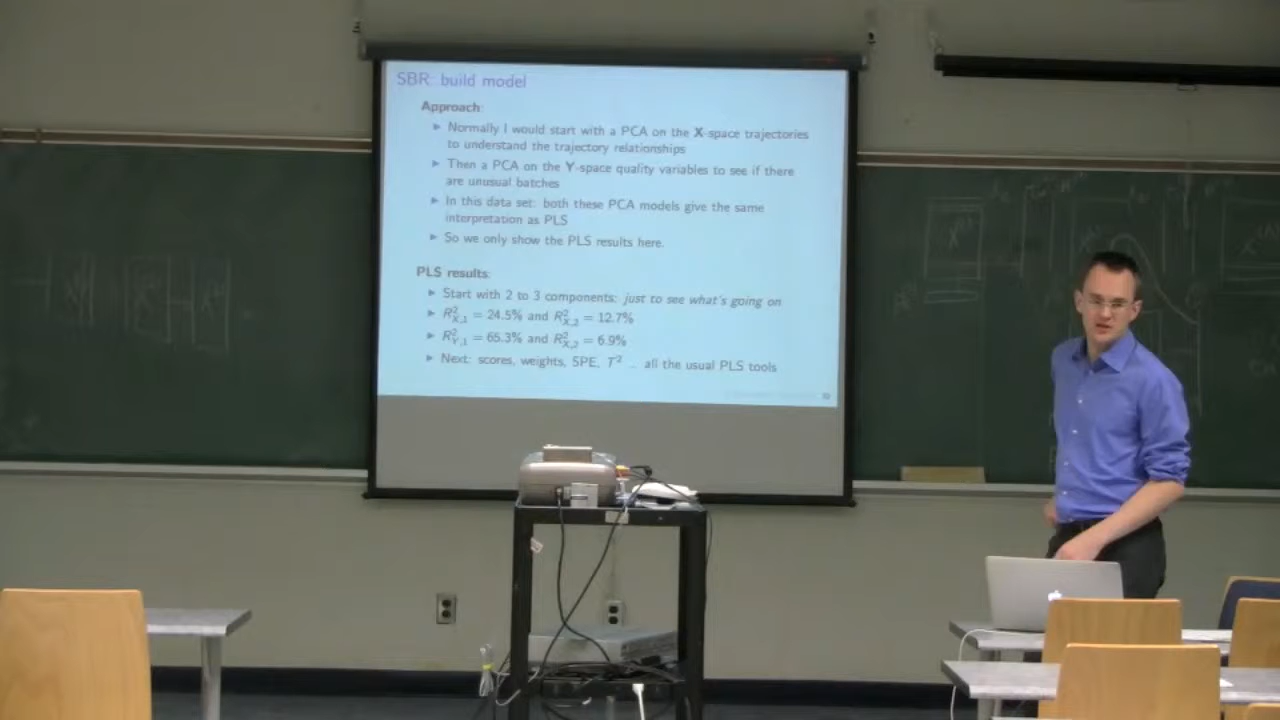 SBR: build model
Approach:
► Normally I would start with a PCA on the X-space trajectories
to understand the trajectory relationships
► Then a PCA on the Y-space quality variables to see if there
are unusual batches
► In this data set: both these PCA models give the same
interpretation as PLS
► So we only show the PLS results here.
PLS results:
► Start with 2 to 3 components: just to see what's going on
► R²X,1 = 24.5% and R²X,2 = 12.7%
► R²Y,1 = 65.3% and R²X,2 = 6.9%
► Next: scores, weights, SPE, T² ... all the usual PLS tools